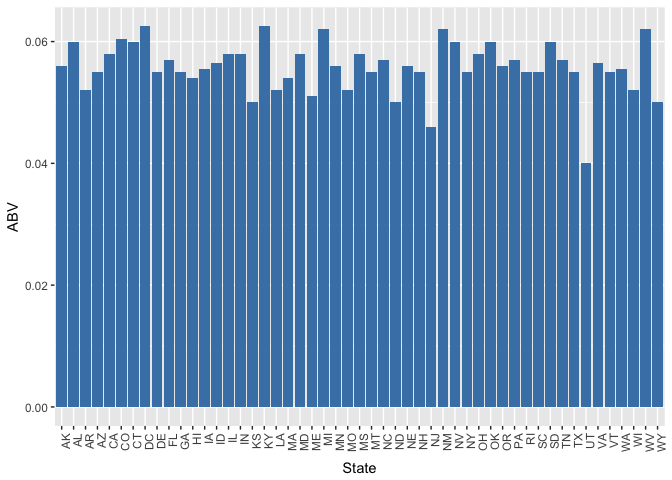 ABV
0.06
0.04
0.02
0.00
AK AL AR AZ CA CO CT DC DE FL GA HI IA ID IL IN KS KY LA MA MD ME MI MN MO MS MT NC ND NE NH NJ NM NV NY OH OK OR PA RI SC SD TN TX UT VA VT WA WI WV WY
State